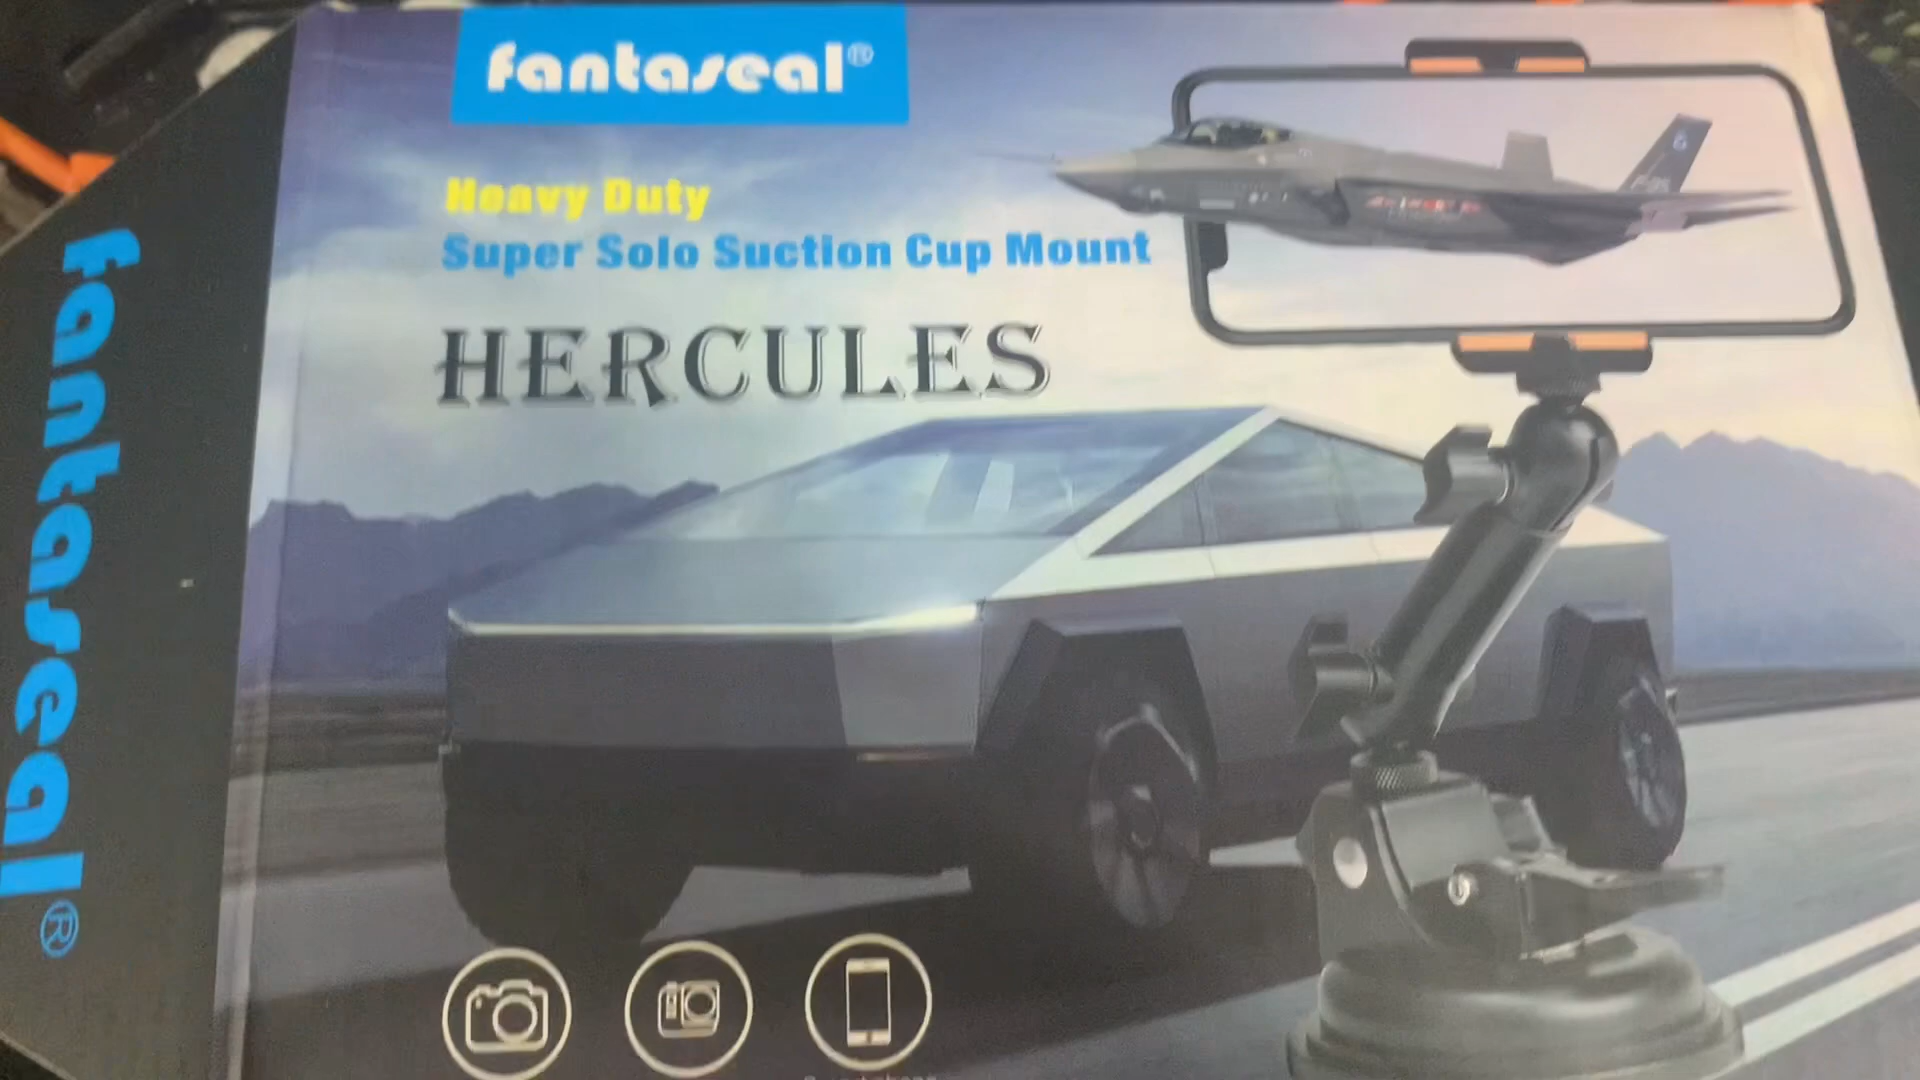 fantaseal®
Heavy Duty
Super Solo Suction Cup Mount
HERCULES
fantaseal®